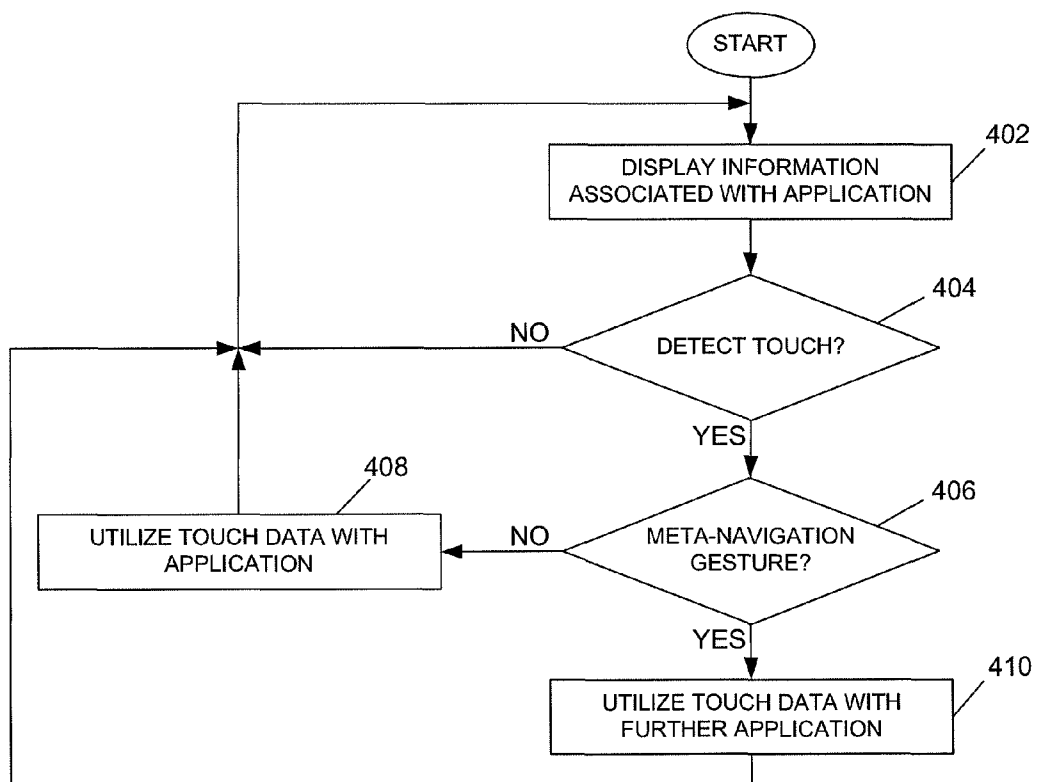 START
402
DISPLAY INFORMATION
ASSOCIATED WITH APPLICATION
404
NO
DETECT TOUCH?
YES
408
406
UTILIZE TOUCH DATA WITH
APPLICATION
NO
META-NAVIGATION
GESTURE?
YES
410
UTILIZE TOUCH DATA WITH
FURTHER APPLICATION